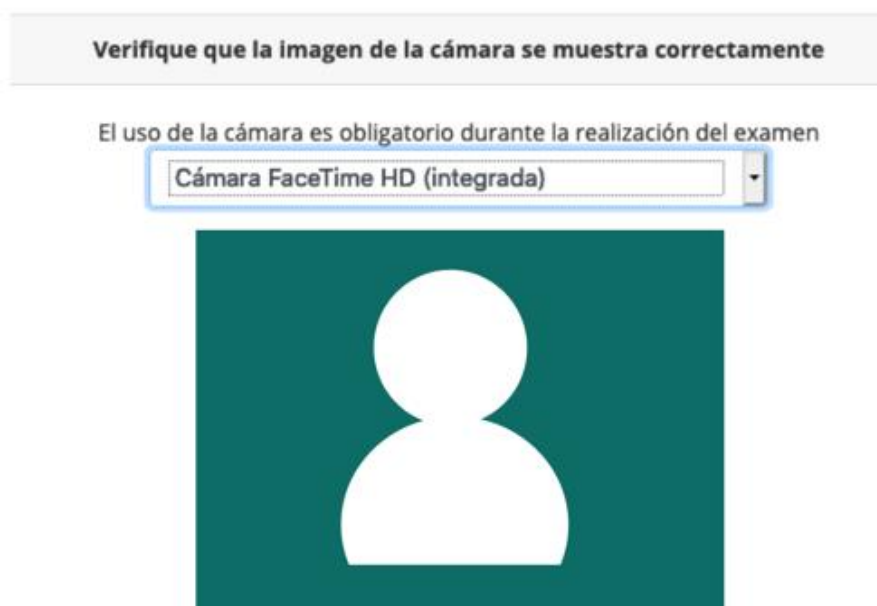 Verifique que la imagen de la cámara se muestra correctamente
El uso de la cámara es obligatorio durante la realización del examen
Cámara FaceTime HD (integrada)